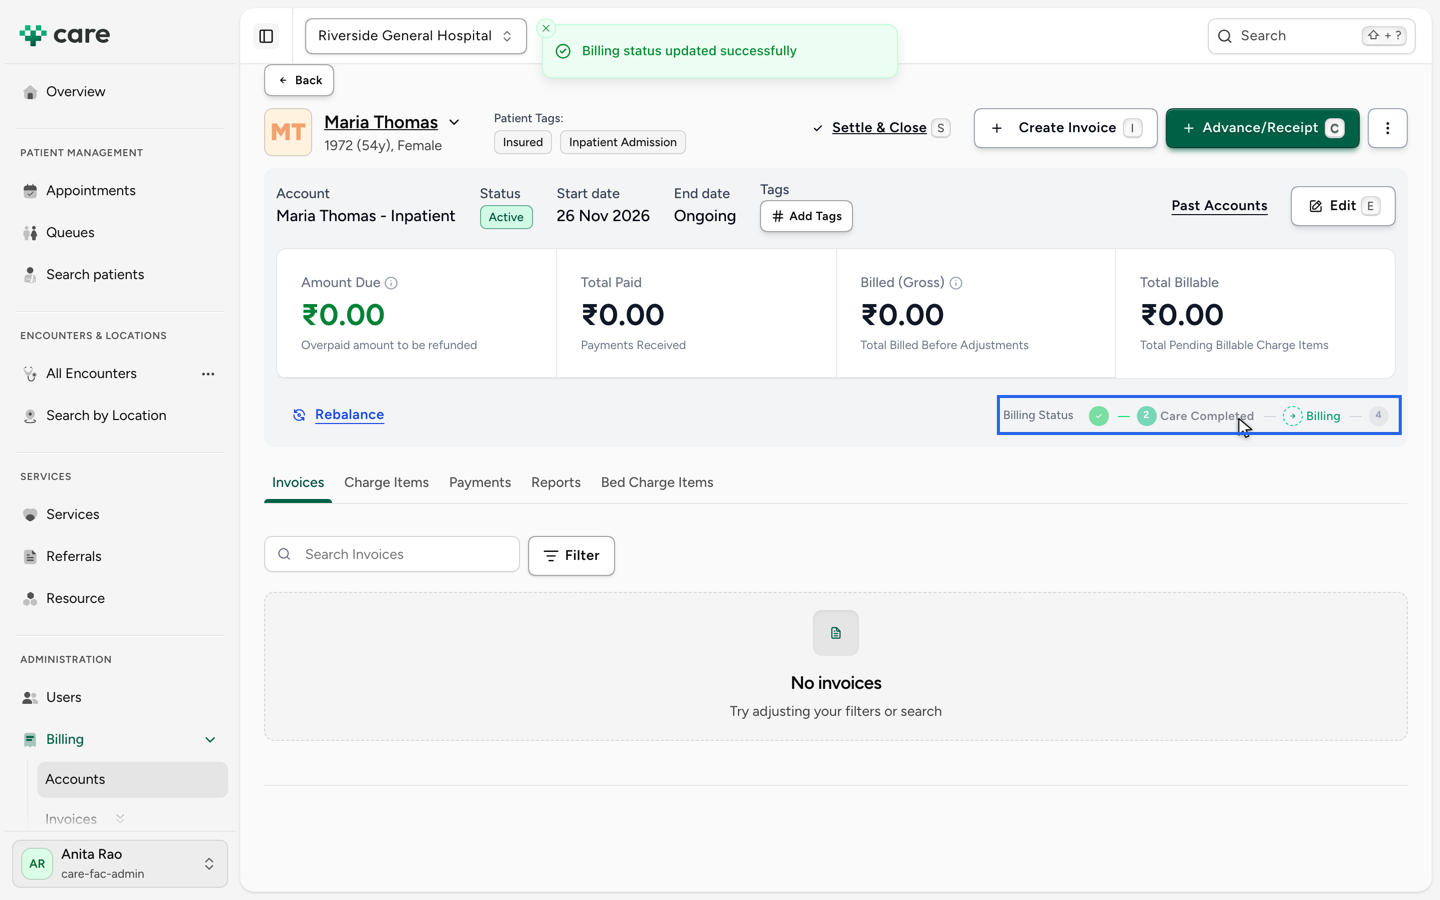 care
Riverside General Hospital
Billing status updated successfully
Search
⇧ + ?
Overview
Back
MT
Maria Thomas
1972 (54y), Female
Patient Tags:
Insured
Inpatient Admission
Settle & Close S
+ Create Invoice I
+ Advance/Receipt C
PATIENT MANAGEMENT
Appointments
Queues
Search patients
Account
Maria Thomas - Inpatient
Status
Active
Start date
26 Nov 2026
End date
Ongoing
Tags
# Add Tags
Past Accounts
Edit E
Amount Due
₹0.00
Overpaid amount to be refunded
Total Paid
₹0.00
Payments Received
Billed (Gross)
₹0.00
Total Billed Before Adjustments
Total Billable
₹0.00
Total Pending Billable Charge Items
ENCOUNTERS & LOCATIONS
All Encounters
Search by Location
Rebalance
Billing Status
2 Care Completed
Billing
4
SERVICES
Services
Referrals
Resource
Invoices
Charge Items
Payments
Reports
Bed Charge Items
Search Invoices
Filter
No invoices
Try adjusting your filters or search
ADMINISTRATION
Users
Billing
Accounts
Invoices
AR
Anita Rao
care-fac-admin